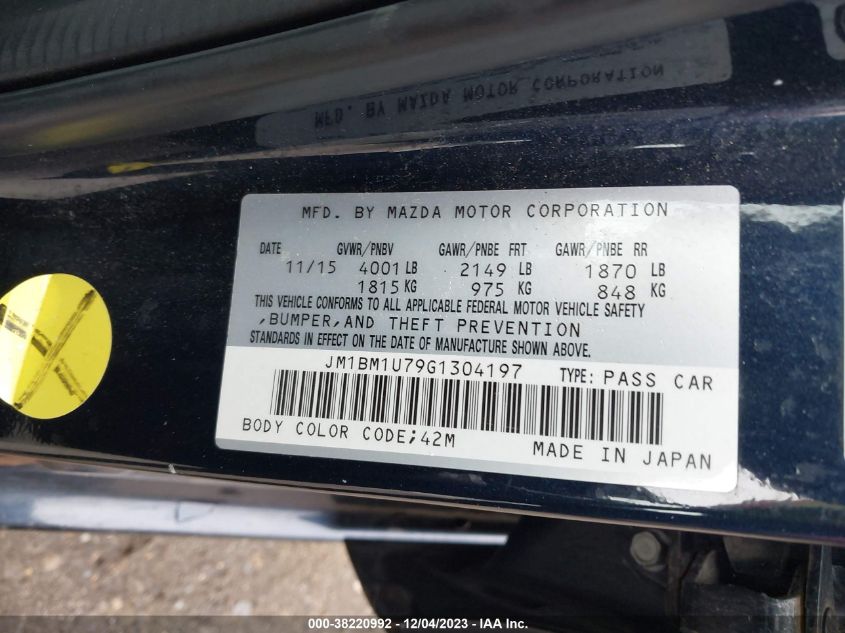 MFD. BY MAZDA MOTOR CORPORATION
MFD. BY MAZDA MOTOR CORPORATION
DATE GVWR/PNBV GAWR/PNBE FRT GAWR/PNBE RR
11/15 4001 LB 2149 LB 1870 LB
1815 KG 975 KG 848 KG
THIS VEHICLE CONFORMS TO ALL APPLICABLE FEDERAL MOTOR VEHICLE SAFETY
,BUMPER,AND THEFT PREVENTION
STANDARDS IN EFFECT ON THE DATE OF MANUFACTURE SHOWN ABOVE.
JM1BM1U79G1304197 TYPE: PASS CAR
BODY COLOR CODE;42M MADE IN JAPAN
000-38220992 - 12/04/2023 - IAA Inc.